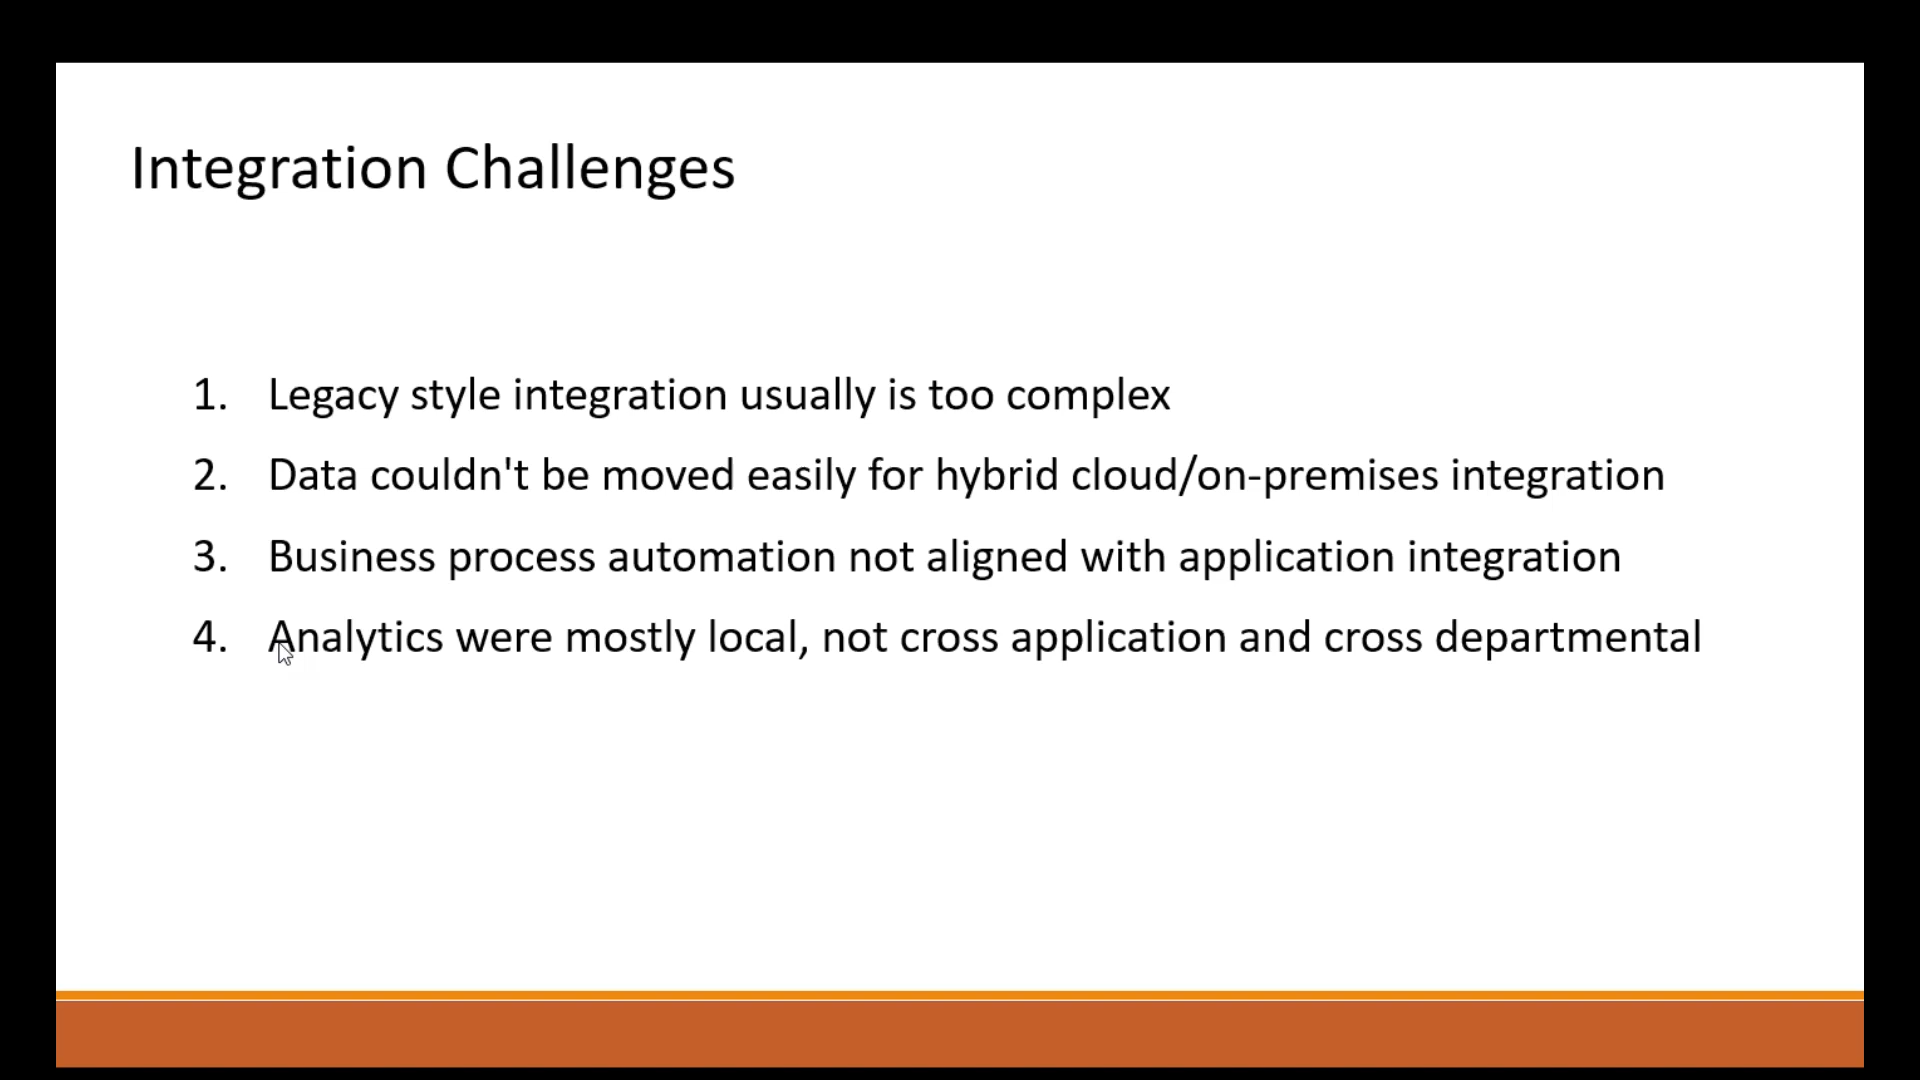 Integration Challenges
1. Legacy style integration usually is too complex
2. Data couldn't be moved easily for hybrid cloud/on-premises integration
3. Business process automation not aligned with application integration
4. Analytics were mostly local, not cross application and cross departmental